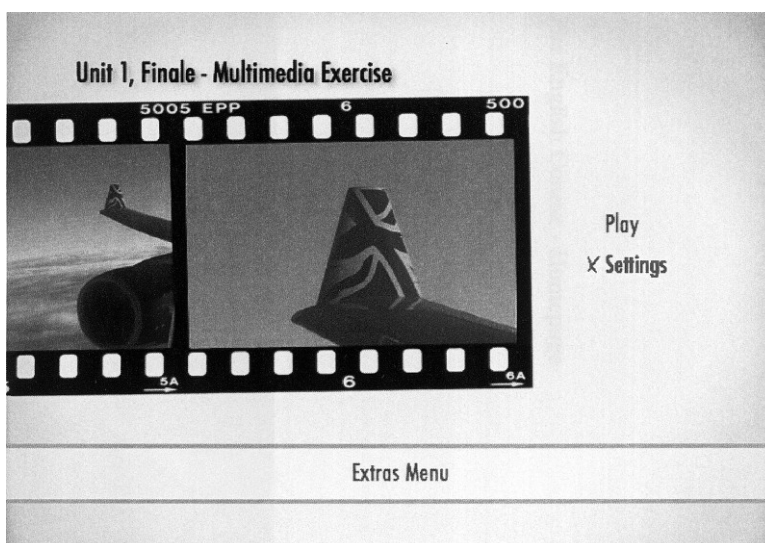 Unit 1, Finale - Multimedia Exercise
5005 EPP 6 500
Play
X Settings
5A 6 6A
Extras Menu